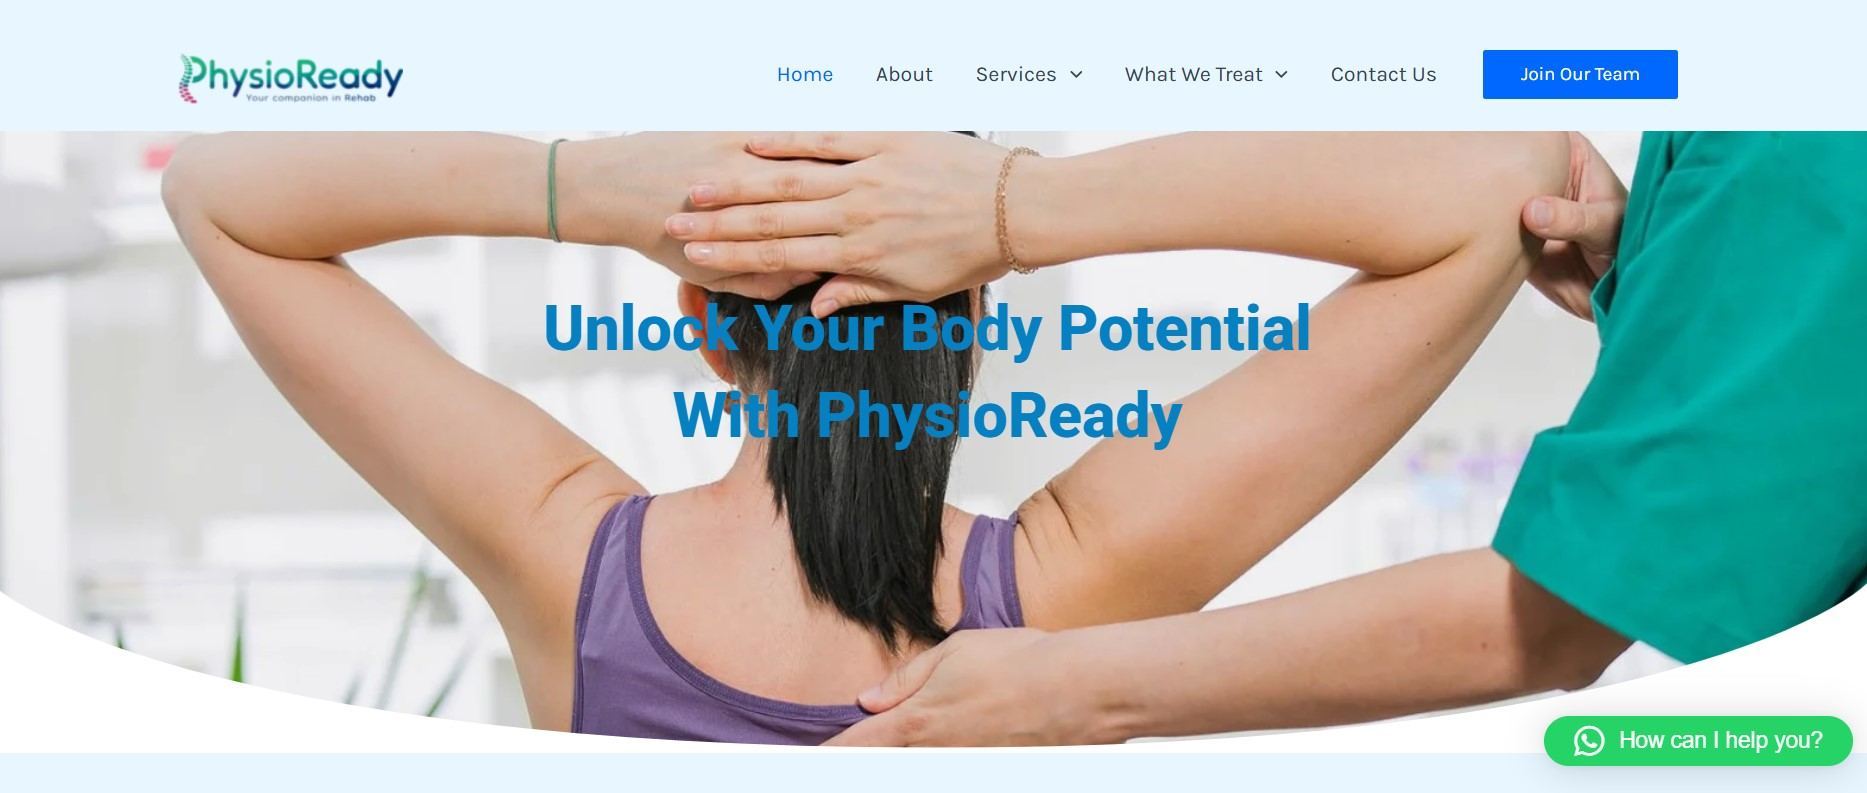 PhysioReady
Your companion in Rehab
Home
About
Services
What We Treat
Contact Us
Join Our Team
Unlock Your Body Potential
With PhysioReady
How can I help you?